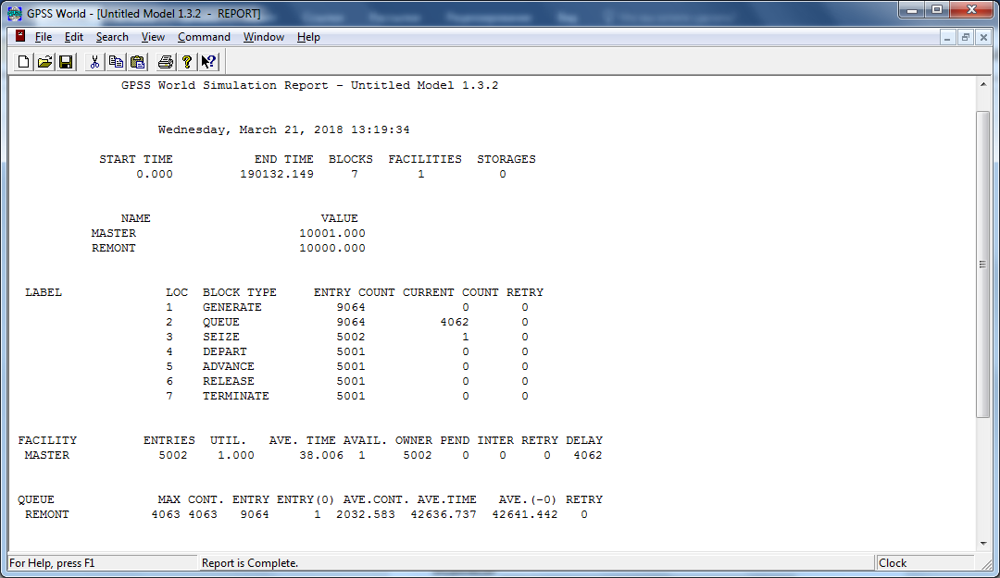 GPSS World - [Untitled Model 1.3.2 - REPORT]
File Edit Search View Command Window Help
GPSS World Simulation Report - Untitled Model 1.3.2
Wednesday, March 21, 2018 13:19:34
START TIME END TIME BLOCKS FACILITIES STORAGES
0.000 190132.149 7 1 0
NAME VALUE
MASTER 10001.000
REMONT 10000.000
LABEL LOC BLOCK TYPE ENTRY COUNT CURRENT COUNT RETRY
1 GENERATE 9064 0 0
2 QUEUE 9064 4062 0
3 SEIZE 5002 1 0
4 DEPART 5001 0 0
5 ADVANCE 5001 0 0
6 RELEASE 5001 0 0
7 TERMINATE 5001 0 0
FACILITY ENTRIES UTIL. AVE. TIME AVAIL. OWNER PEND INTER RETRY DELAY
MASTER 5002 1.000 38.006 1 5002 0 0 0 4062
QUEUE MAX CONT. ENTRY ENTRY(0) AVE.CONT. AVE.TIME AVE.(-0) RETRY
REMONT 4063 4063 9064 1 2032.583 42636.737 42641.442 0
For Help, press F1 Report is Complete. Clock